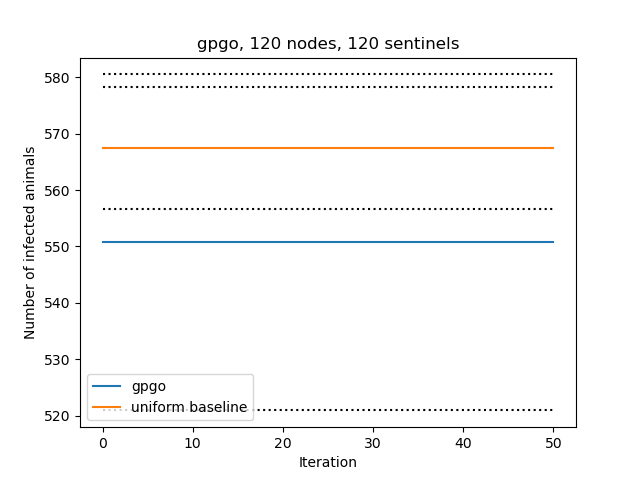 gpgo, 120 nodes, 120 sentinels
Number of infected animals
580
570
560
550
540
530
520
gpgo
uniform baseline
0 10 20 30 40 50
Iteration